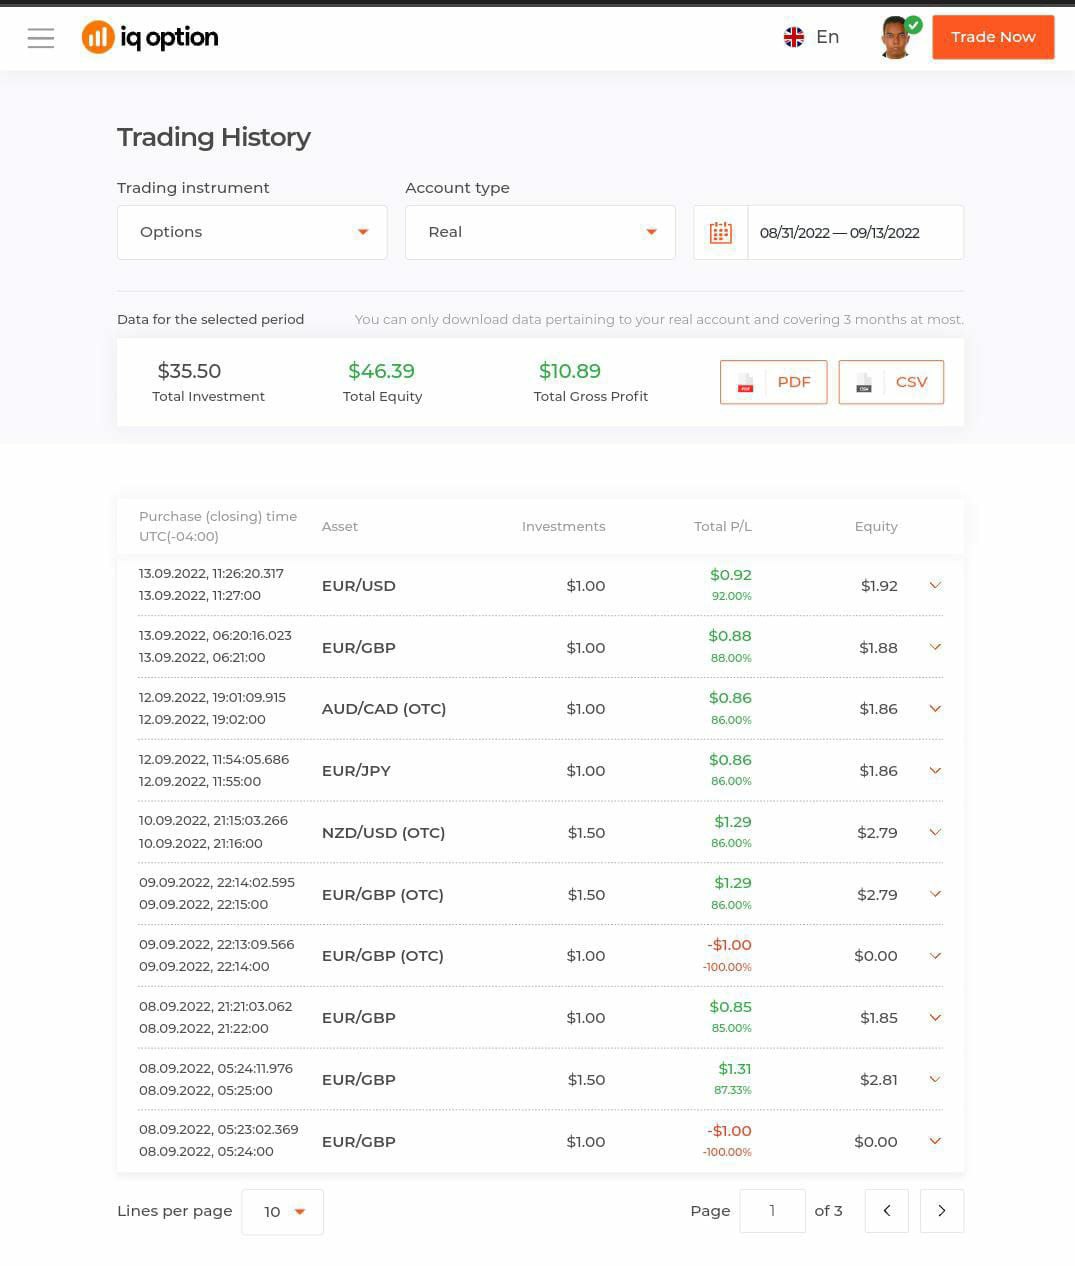 iq option
En
Trade Now
Trading History
Trading instrument
Account type
Options
Real
08/31/2022 — 09/13/2022
Data for the selected period
You can only download data pertaining to your real account and covering 3 months at most.
$35.50
$46.39
$10.89
Total Investment
Total Equity
Total Gross Profit
PDF
CSV
Purchase (closing) time
UTC(-04:00)
Asset
Investments
Total P/L
Equity
13.09.2022, 11:26:20.317
13.09.2022, 11:27:00
EUR/USD
$1.00
$0.92
92.00%
$1.92
13.09.2022, 06:20:16.023
13.09.2022, 06:21:00
EUR/GBP
$1.00
$0.88
88.00%
$1.88
12.09.2022, 19:01:09.915
12.09.2022, 19:02:00
AUD/CAD (OTC)
$1.00
$0.86
86.00%
$1.86
12.09.2022, 11:54:05.686
12.09.2022, 11:55:00
EUR/JPY
$1.00
$0.86
86.00%
$1.86
10.09.2022, 21:15:03.266
10.09.2022, 21:16:00
NZD/USD (OTC)
$1.50
$1.29
86.00%
$2.79
09.09.2022, 22:14:02.595
09.09.2022, 22:15:00
EUR/GBP (OTC)
$1.50
$1.29
86.00%
$2.79
09.09.2022, 22:13:09.566
09.09.2022, 22:14:00
EUR/GBP (OTC)
$1.00
-$1.00
-100.00%
$0.00
08.09.2022, 21:21:03.062
08.09.2022, 21:22:00
EUR/GBP
$1.00
$0.85
85.00%
$1.85
08.09.2022, 05:24:11.976
08.09.2022, 05:25:00
EUR/GBP
$1.50
$1.31
87.33%
$2.81
08.09.2022, 05:23:02.369
08.09.2022, 05:24:00
EUR/GBP
$1.00
-$1.00
-100.00%
$0.00
Lines per page
10
Page
1
of 3